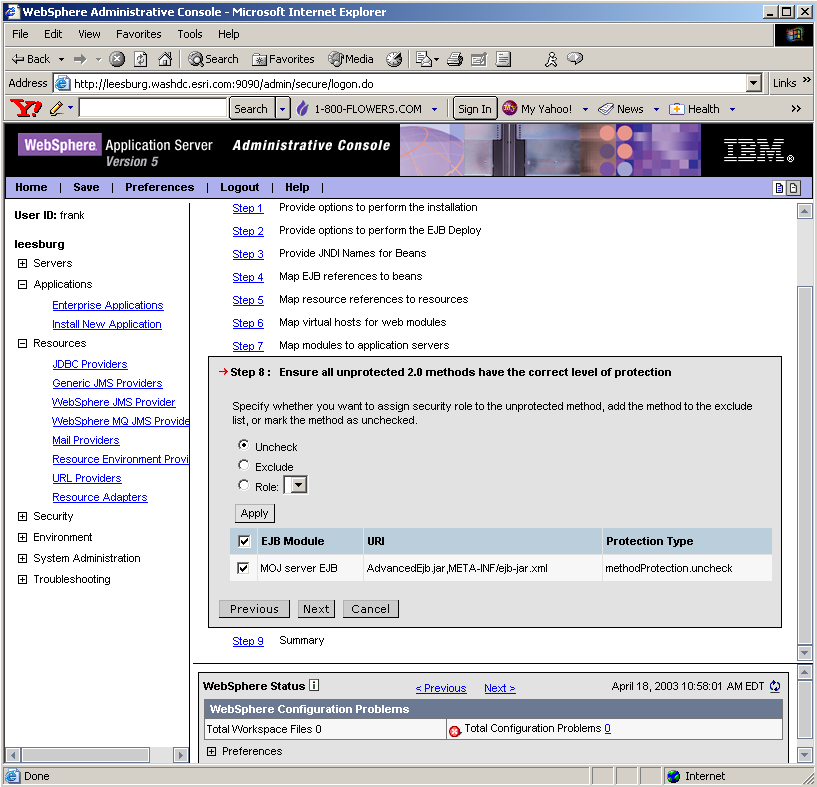 WebSphere Administrative Console - Microsoft Internet Explorer
File Edit View Favorites Tools Help
Back Search Favorites Media
Address http://leesburg.washdc.esri.com:9090/admin/secure/logon.do Links »
Y! Search 1-800-FLOWERS.COM Sign In My Yahoo! News Health »
WebSphere Application Server Administrative Console IBM®
Version 5
Home | Save | Preferences | Logout | Help |
User ID: frank
leesburg
Servers
Applications
Enterprise Applications
Install New Application
Resources
JDBC Providers
Generic JMS Providers
WebSphere JMS Provider
WebSphere MQ JMS Provide
Mail Providers
Resource Environment Provi
URL Providers
Resource Adapters
Security
Environment
System Administration
Troubleshooting
Step 1 Provide options to perform the installation
Step 2 Provide options to perform the EJB Deploy
Step 3 Provide JNDI Names for Beans
Step 4 Map EJB references to beans
Step 5 Map resource references to resources
Step 6 Map virtual hosts for web modules
Step 7 Map modules to application servers
Step 8 : Ensure all unprotected 2.0 methods have the correct level of protection
Specify whether you want to assign security role to the unprotected method, add the method to the exclude
list, or mark the method as unchecked.
Uncheck
Exclude
Role:
Apply
EJB Module URI Protection Type
MOJ server EJB AdvancedEjb.jar,META-INF/ejb-jar.xml methodProtection.uncheck
Previous Next Cancel
Step 9 Summary
WebSphere Status i < Previous Next > April 18, 2003 10:58:01 AM EDT
WebSphere Configuration Problems
Total Workspace Files 0 Total Configuration Problems 0
Preferences
Done Internet